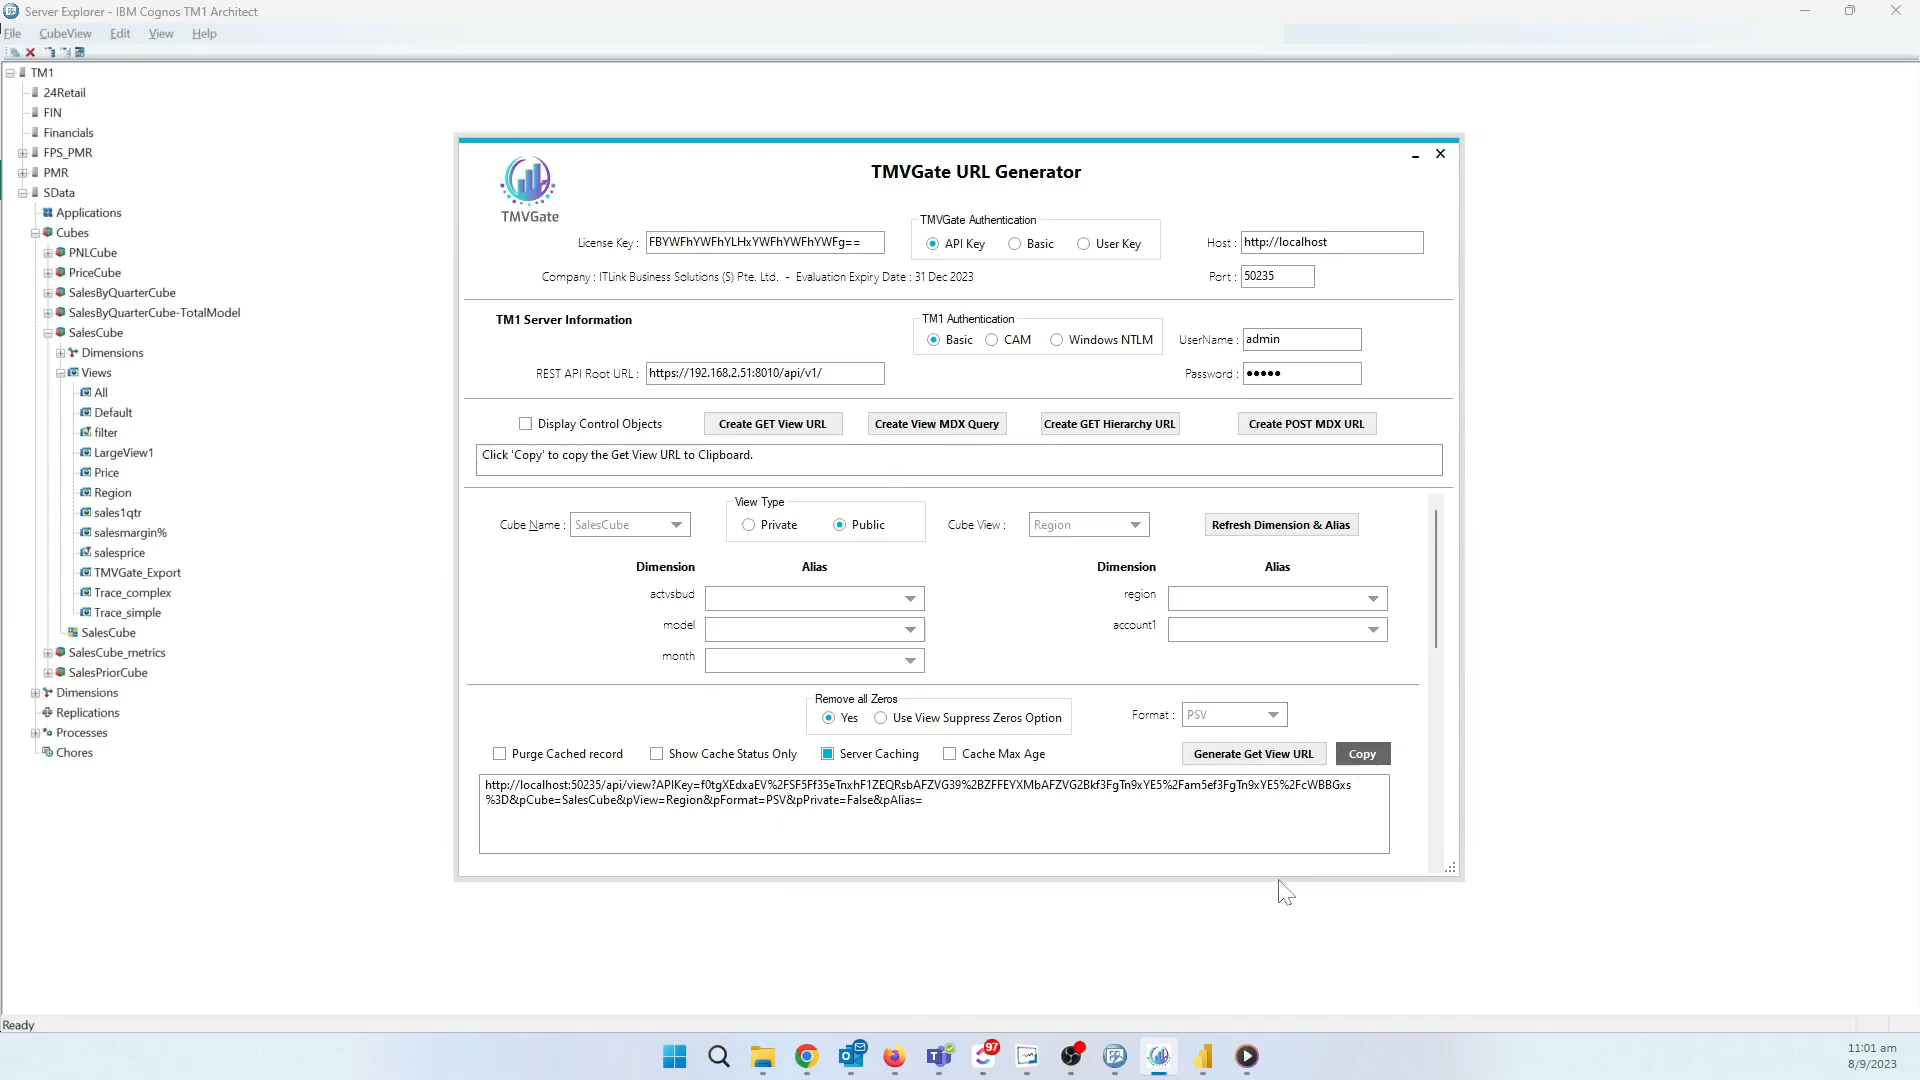 Server Explorer - IBM Cognos TM1 Architect
File CubeView Edit View Help
TM1
24Retail
FIN
Financials
FPS_PMR
PMR
SData
Applications
Cubes
PNLCube
PriceCube
SalesByQuarterCube
SalesByQuarterCube-TotalModel
SalesCube
Dimensions
Views
All
Default
filter
LargeView1
Price
Region
sales1qtr
salesmargin%
salesprice
TMVGate_Export
Trace_complex
Trace_simple
SalesCube
SalesCube_metrics
SalesPriorCube
Dimensions
Replications
Processes
Chores
TMVGate
TMVGate URL Generator
License Key : FBYWFhYWFhYLHxYWFhYWFhYWFg==
TMVGate Authentication
API Key Basic User Key
Host : http://localhost
Company : ITLink Business Solutions (S) Pte. Ltd. - Evaluation Expiry Date : 31 Dec 2023
Port : 50235
TM1 Server Information
TM1 Authentication
Basic CAM Windows NTLM
UserName : admin
REST API Root URL : https://192.168.2.51:8010/api/v1/
Password : •••••
Display Control Objects Create GET View URL Create View MDX Query Create GET Hierarchy URL Create POST MDX URL
Click 'Copy' to copy the Get View URL to Clipboard.
View Type
Cube Name : SalesCube Private Public Cube View : Region Refresh Dimension & Alias
Dimension Alias Dimension Alias
actvsbud region
model account1
month
Remove all Zeros
Yes Use View Suppress Zeros Option Format : PSV
Purge Cached record Show Cache Status Only Server Caching Cache Max Age Generate Get View URL Copy
http://localhost:50235/api/view?APIKey=f0tgXEdxaEV%2FSF5Ff35eTnxhF1ZEQRsbAFZVG39%2BZFFEYXMbAFZVG2Bkf3FgTn9xYE5%2Fam5ef3FgTn9xYE5%2FcWBBGxs
%3D&pCube=SalesCube&pView=Region&pFormat=PSV&pPrivate=False&pAlias=
Ready
97
11:01 am
8/9/2023